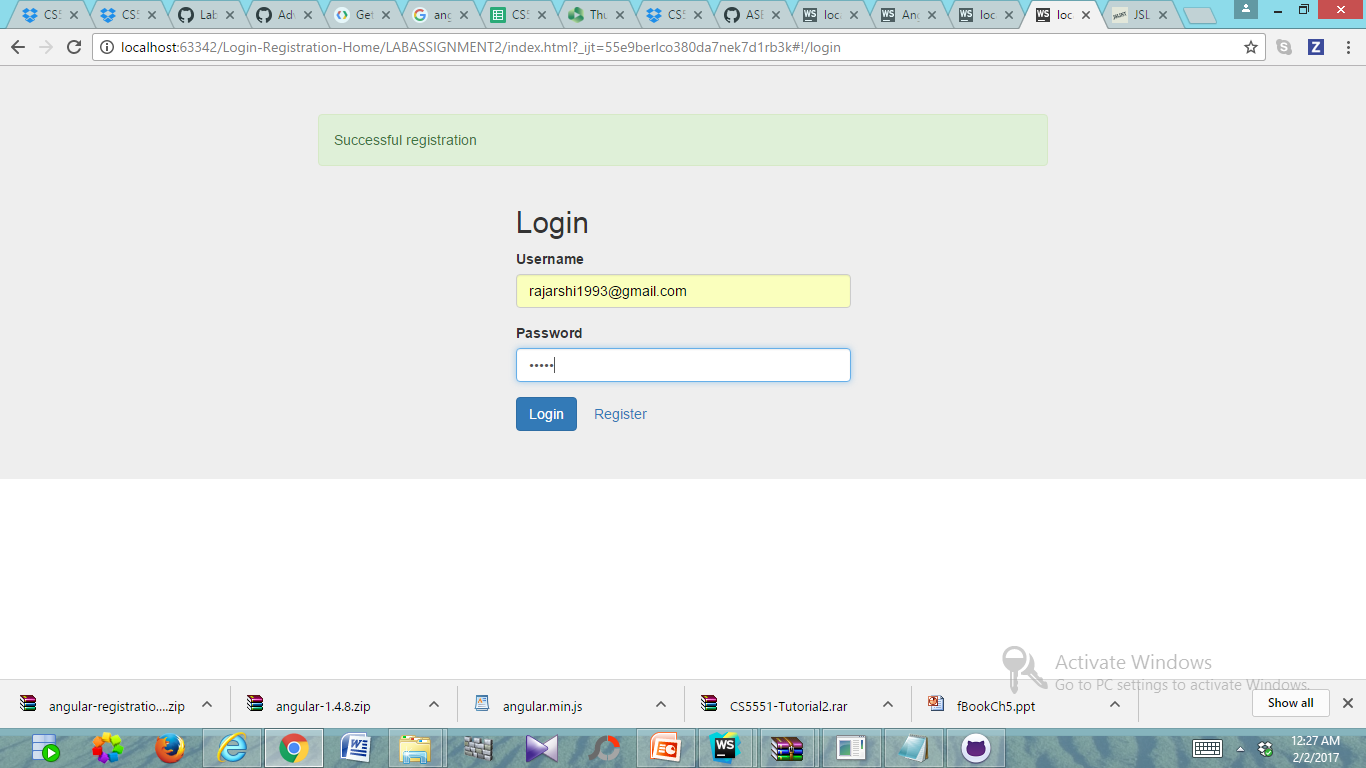 CS5 CS5 Lab Adv Get ang CS5 Thu CS5 ASE loca Ang loc loc JSL
localhost:63342/Login-Registration-Home/LABASSIGNMENT2/index.html?_ijt=55e9berlco380da7nek7d1rb3k#!/login
Successful registration
Login
Username
rajarshi1993@gmail.com
Password
Login Register
Activate Windows
Go to PC settings to activate Windows.
angular-registratio....zip angular-1.4.8.zip angular.min.js CS5551-Tutorial2.rar fBookCh5.ppt Show all
12:27 AM
2/2/2017